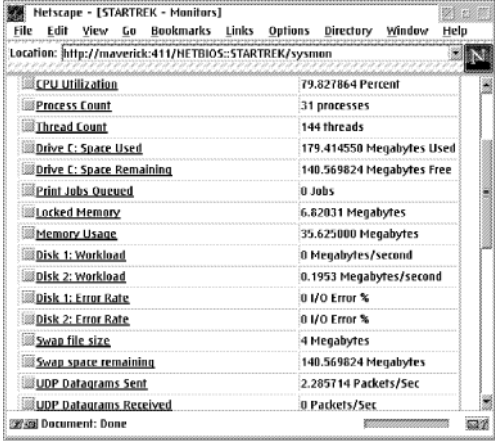 Netscape - [STARTREK - Monitors]
File Edit View Go Bookmarks Links Options Directory Window Help
Location: http://maverick:411/NETBIOS::STARTREK/sysmon
N
CPU Utilization 79.827864 Percent
Process Count 31 processes
Thread Count 144 threads
Drive C: Space Used 179.414550 Megabytes Used
Drive C: Space Remaining 140.569824 Megabytes Free
Print Jobs Queued 0 Jobs
Locked Memory 6.82031 Megabytes
Memory Usage 35.625000 Megabytes
Disk 1: Workload 0 Megabytes/second
Disk 2: Workload 0.1953 Megabytes/second
Disk 1: Error Rate 0 I/O Error %
Disk 2: Error Rate 0 I/O Error %
Swap file size 4 Megabytes
Swap space remaining 140.569824 Megabytes
UDP Datagrams Sent 2.285714 Packets/Sec
UDP Datagrams Received 0 Packets/Sec
Document: Done